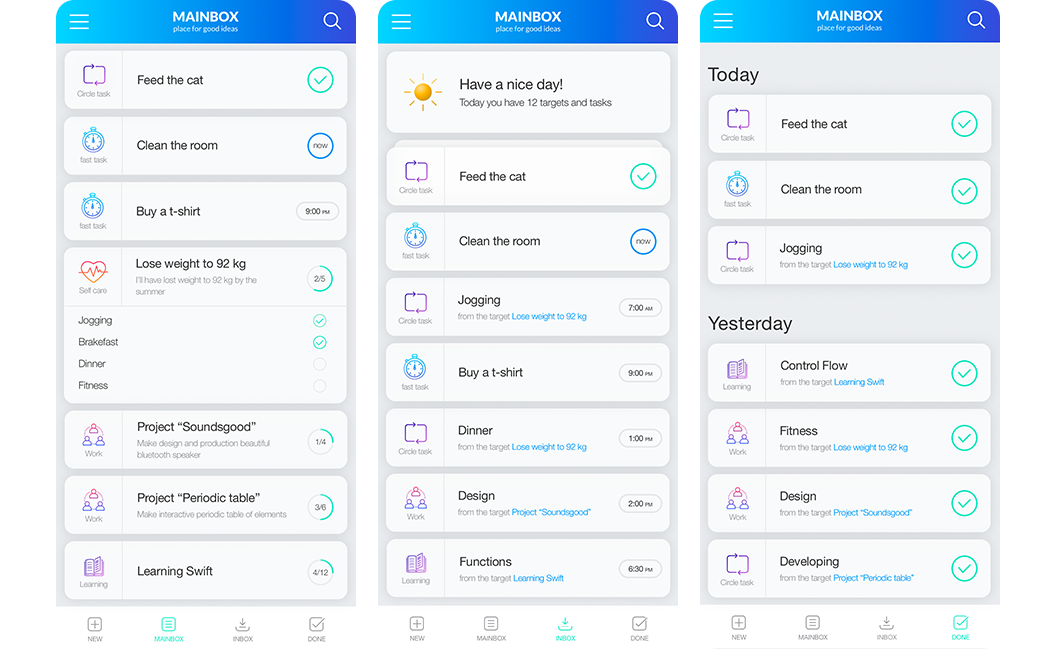 MAINBOX
place for good ideas
Circle task
Feed the cat
fast task
Clean the room
now
fast task
Buy a t-shirt
9:00 PM
Self care
Lose weight to 92 kg
I'll have lost weight to 92 kg by the
summer
2/5
Jogging
Brakefast
Dinner
Fitness
Work
Project “Soundsgood”
Make design and production beautiful
bluetooth speaker
1/4
Work
Project “Periodic table”
Make interactive periodic table of elements
3/6
Learning
Learning Swift
4/12
NEW
MAINBOX
INBOX
DONE
MAINBOX
place for good ideas
Have a nice day!
Today you have 12 targets and tasks
Circle task
Feed the cat
fast task
Clean the room
now
Circle task
Jogging
from the target Lose weight to 92 kg
7:00 AM
fast task
Buy a t-shirt
9:00 PM
Circle task
Dinner
from the target Lose weight to 92 kg
1:00 PM
Work
Design
from the target Project “Soundsgood”
2:00 PM
Learning
Functions
from the target Learning Swift
6:30 PM
NEW
MAINBOX
INBOX
DONE
MAINBOX
place for good ideas
Today
Circle task
Feed the cat
fast task
Clean the room
Circle task
Jogging
from the target Lose weight to 92 kg
Yesterday
Learning
Control Flow
from the target Learning Swift
Work
Fitness
from the target Lose weight to 92 kg
Work
Design
from the target Project “Soundsgood”
Circle task
Developing
from the target Project “Periodic table”
NEW
MAINBOX
INBOX
DONE